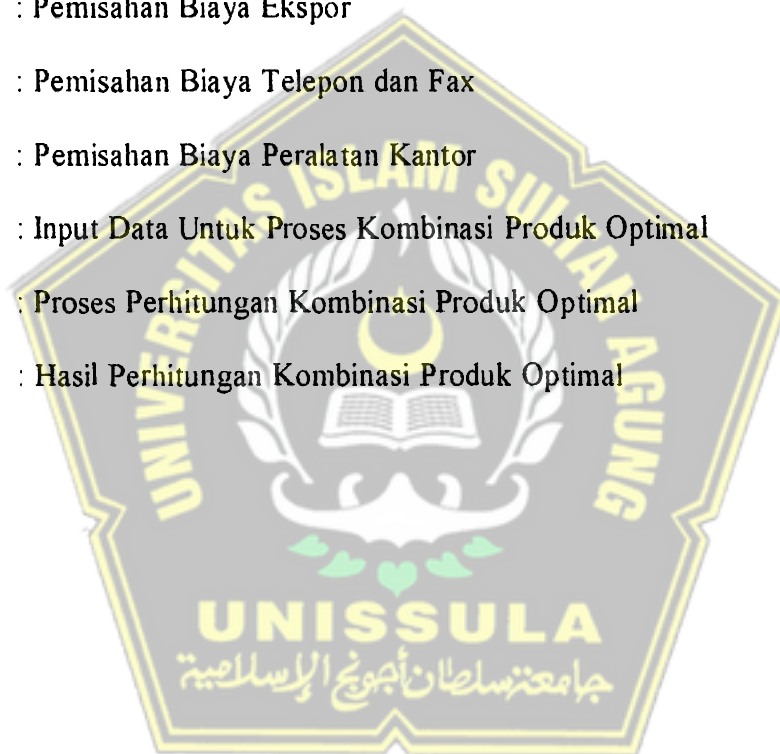 : Pemisahan Biaya Ekspor
: Pemisahan Biaya Telepon dan Fax
: Pemisahan Biaya Peralatan Kantor
: Input Data Untuk Proses Kombinasi Produk Optimal
: Proses Perhitungan Kombinasi Produk Optimal
: Hasil Perhitungan Kombinasi Produk Optimal
UNIVERSITAS ISLAM SULTAN AGUNG
UNISSULA
جامعة سلطان أجونج الإسلامية